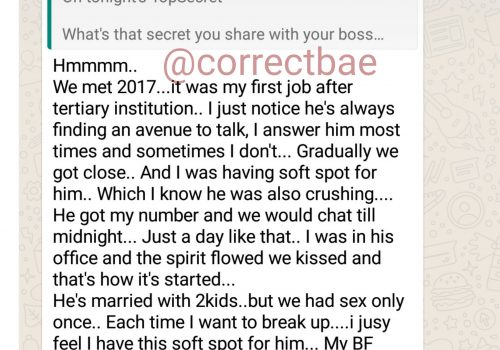 On tonight's TopSecret
What's that secret you share with your boss…
@correctbae
Hmmmm..
We met 2017...it was my first job after
tertiary institution.. I just notice he's always
finding an avenue to talk, I answer him most
times and sometimes I don't... Gradually we
got close.. And I was having soft spot for
him.. Which I know he was also crushing....
He got my number and we would chat till
midnight... Just a day like that.. I was in his
office and the spirit flowed we kissed and
that's how it's started...
He's married with 2kids..but we had sex only
once.. Each time I want to break up....i jusy
feel I have this soft spot for him... My BF